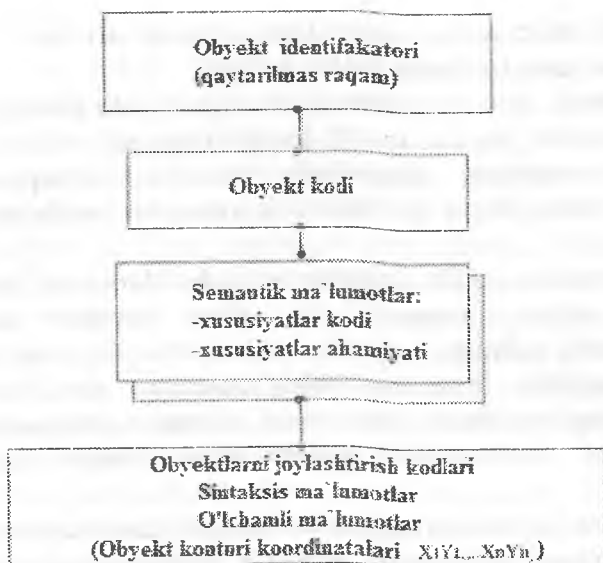 Obyekt identifakatori
(qaytarilmas raqam)
Obyekt kodi
Semantik ma`lumotlar:
-xususiyatlar kodi
-xususiyatlar ahamiyati
Obyektlarni joylashtirish kodlari
Sintaksis ma`lumotlar
O'lchamli ma`lumotlar
(Obyekt konturi koordinatalari X1Y1...XnYn )